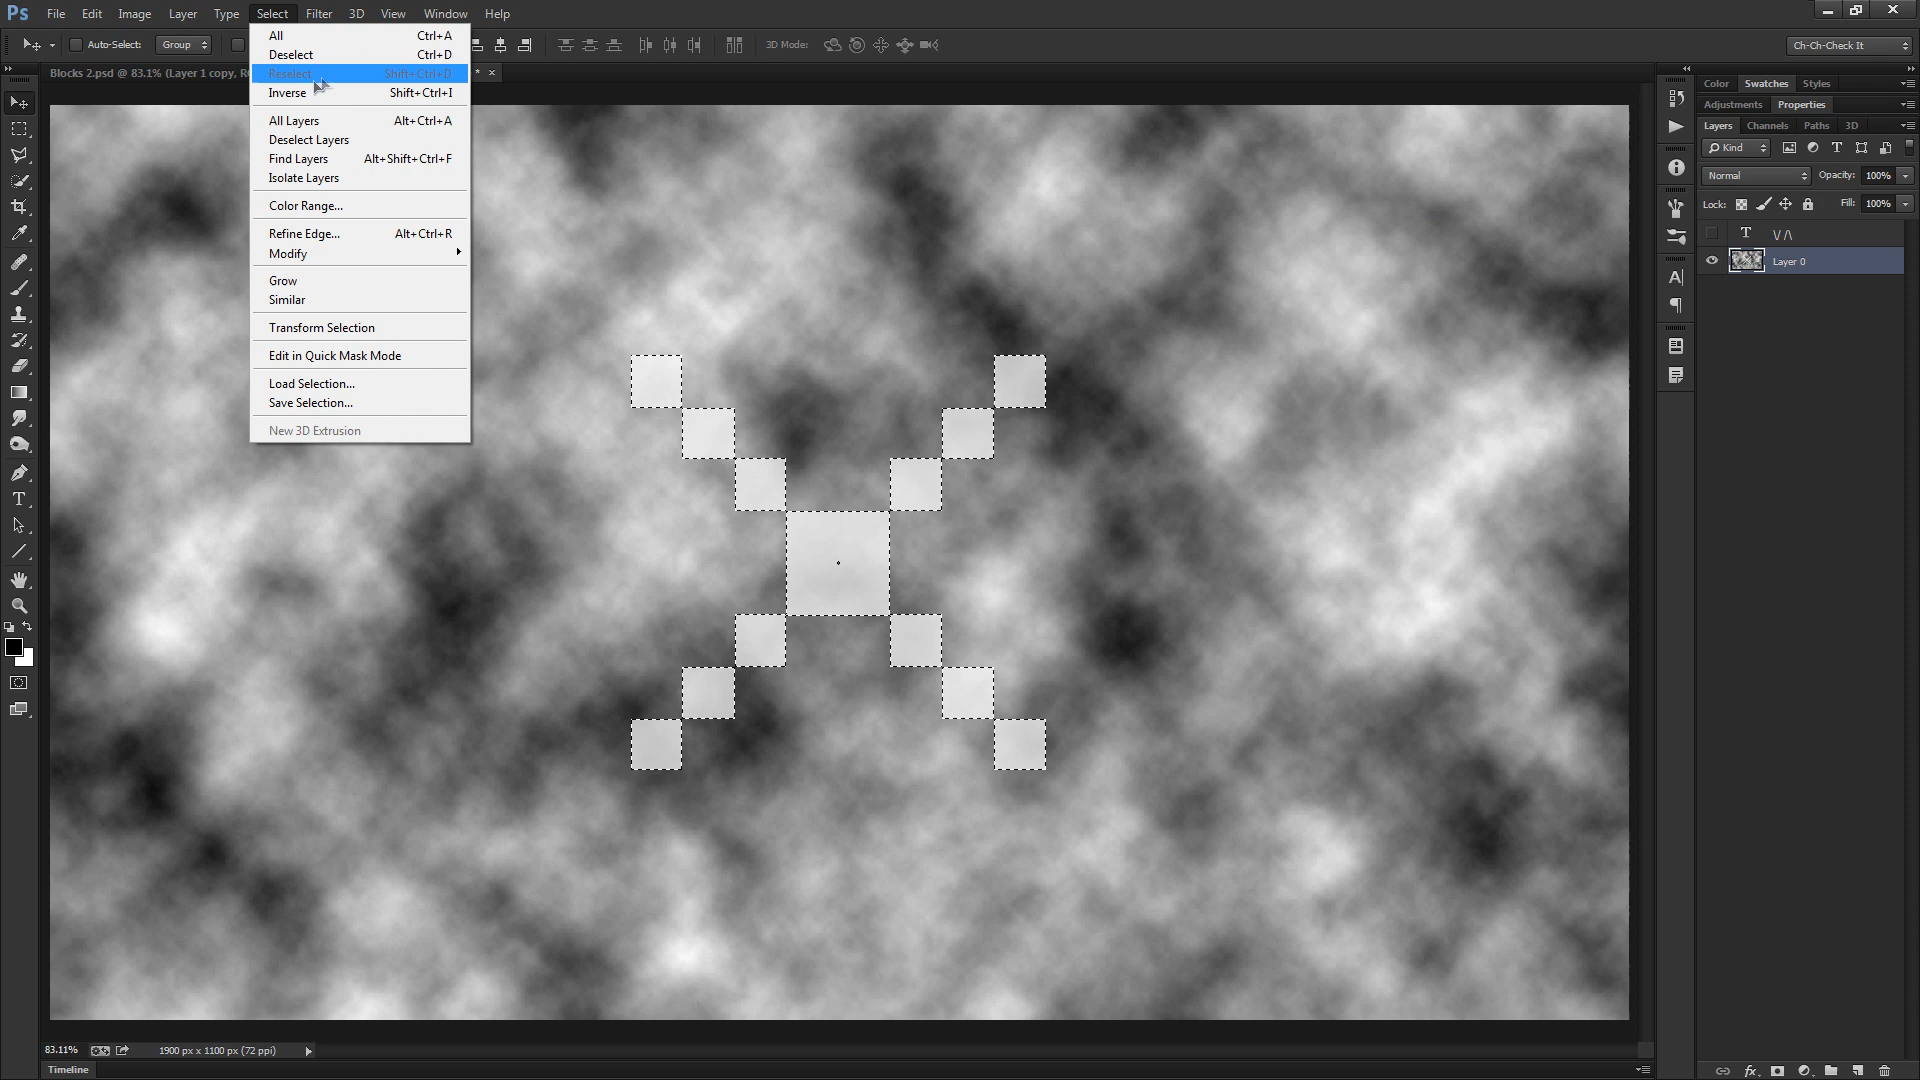 Ps File Edit Image Layer Type Select Filter 3D View Window Help
Auto-Select: Group 3D Mode: Ch-Ch-Check It
Blocks 2.psd @ 83.1% (Layer 1 copy, R * ×
All Ctrl+A
Deselect Ctrl+D
Reselect Shift+Ctrl+D
Inverse Shift+Ctrl+I
All Layers Alt+Ctrl+A
Deselect Layers
Find Layers Alt+Shift+Ctrl+F
Isolate Layers
Color Range...
Refine Edge... Alt+Ctrl+R
Modify
Grow
Similar
Transform Selection
Edit in Quick Mask Mode
Load Selection...
Save Selection...
New 3D Extrusion
Color Swatches Styles
Adjustments Properties
Layers Channels Paths 3D
Kind
Normal Opacity: 100%
Lock: Fill: 100%
T \/ /\
Layer 0
83.11% 1900 px x 1100 px (72 ppi)
Timeline